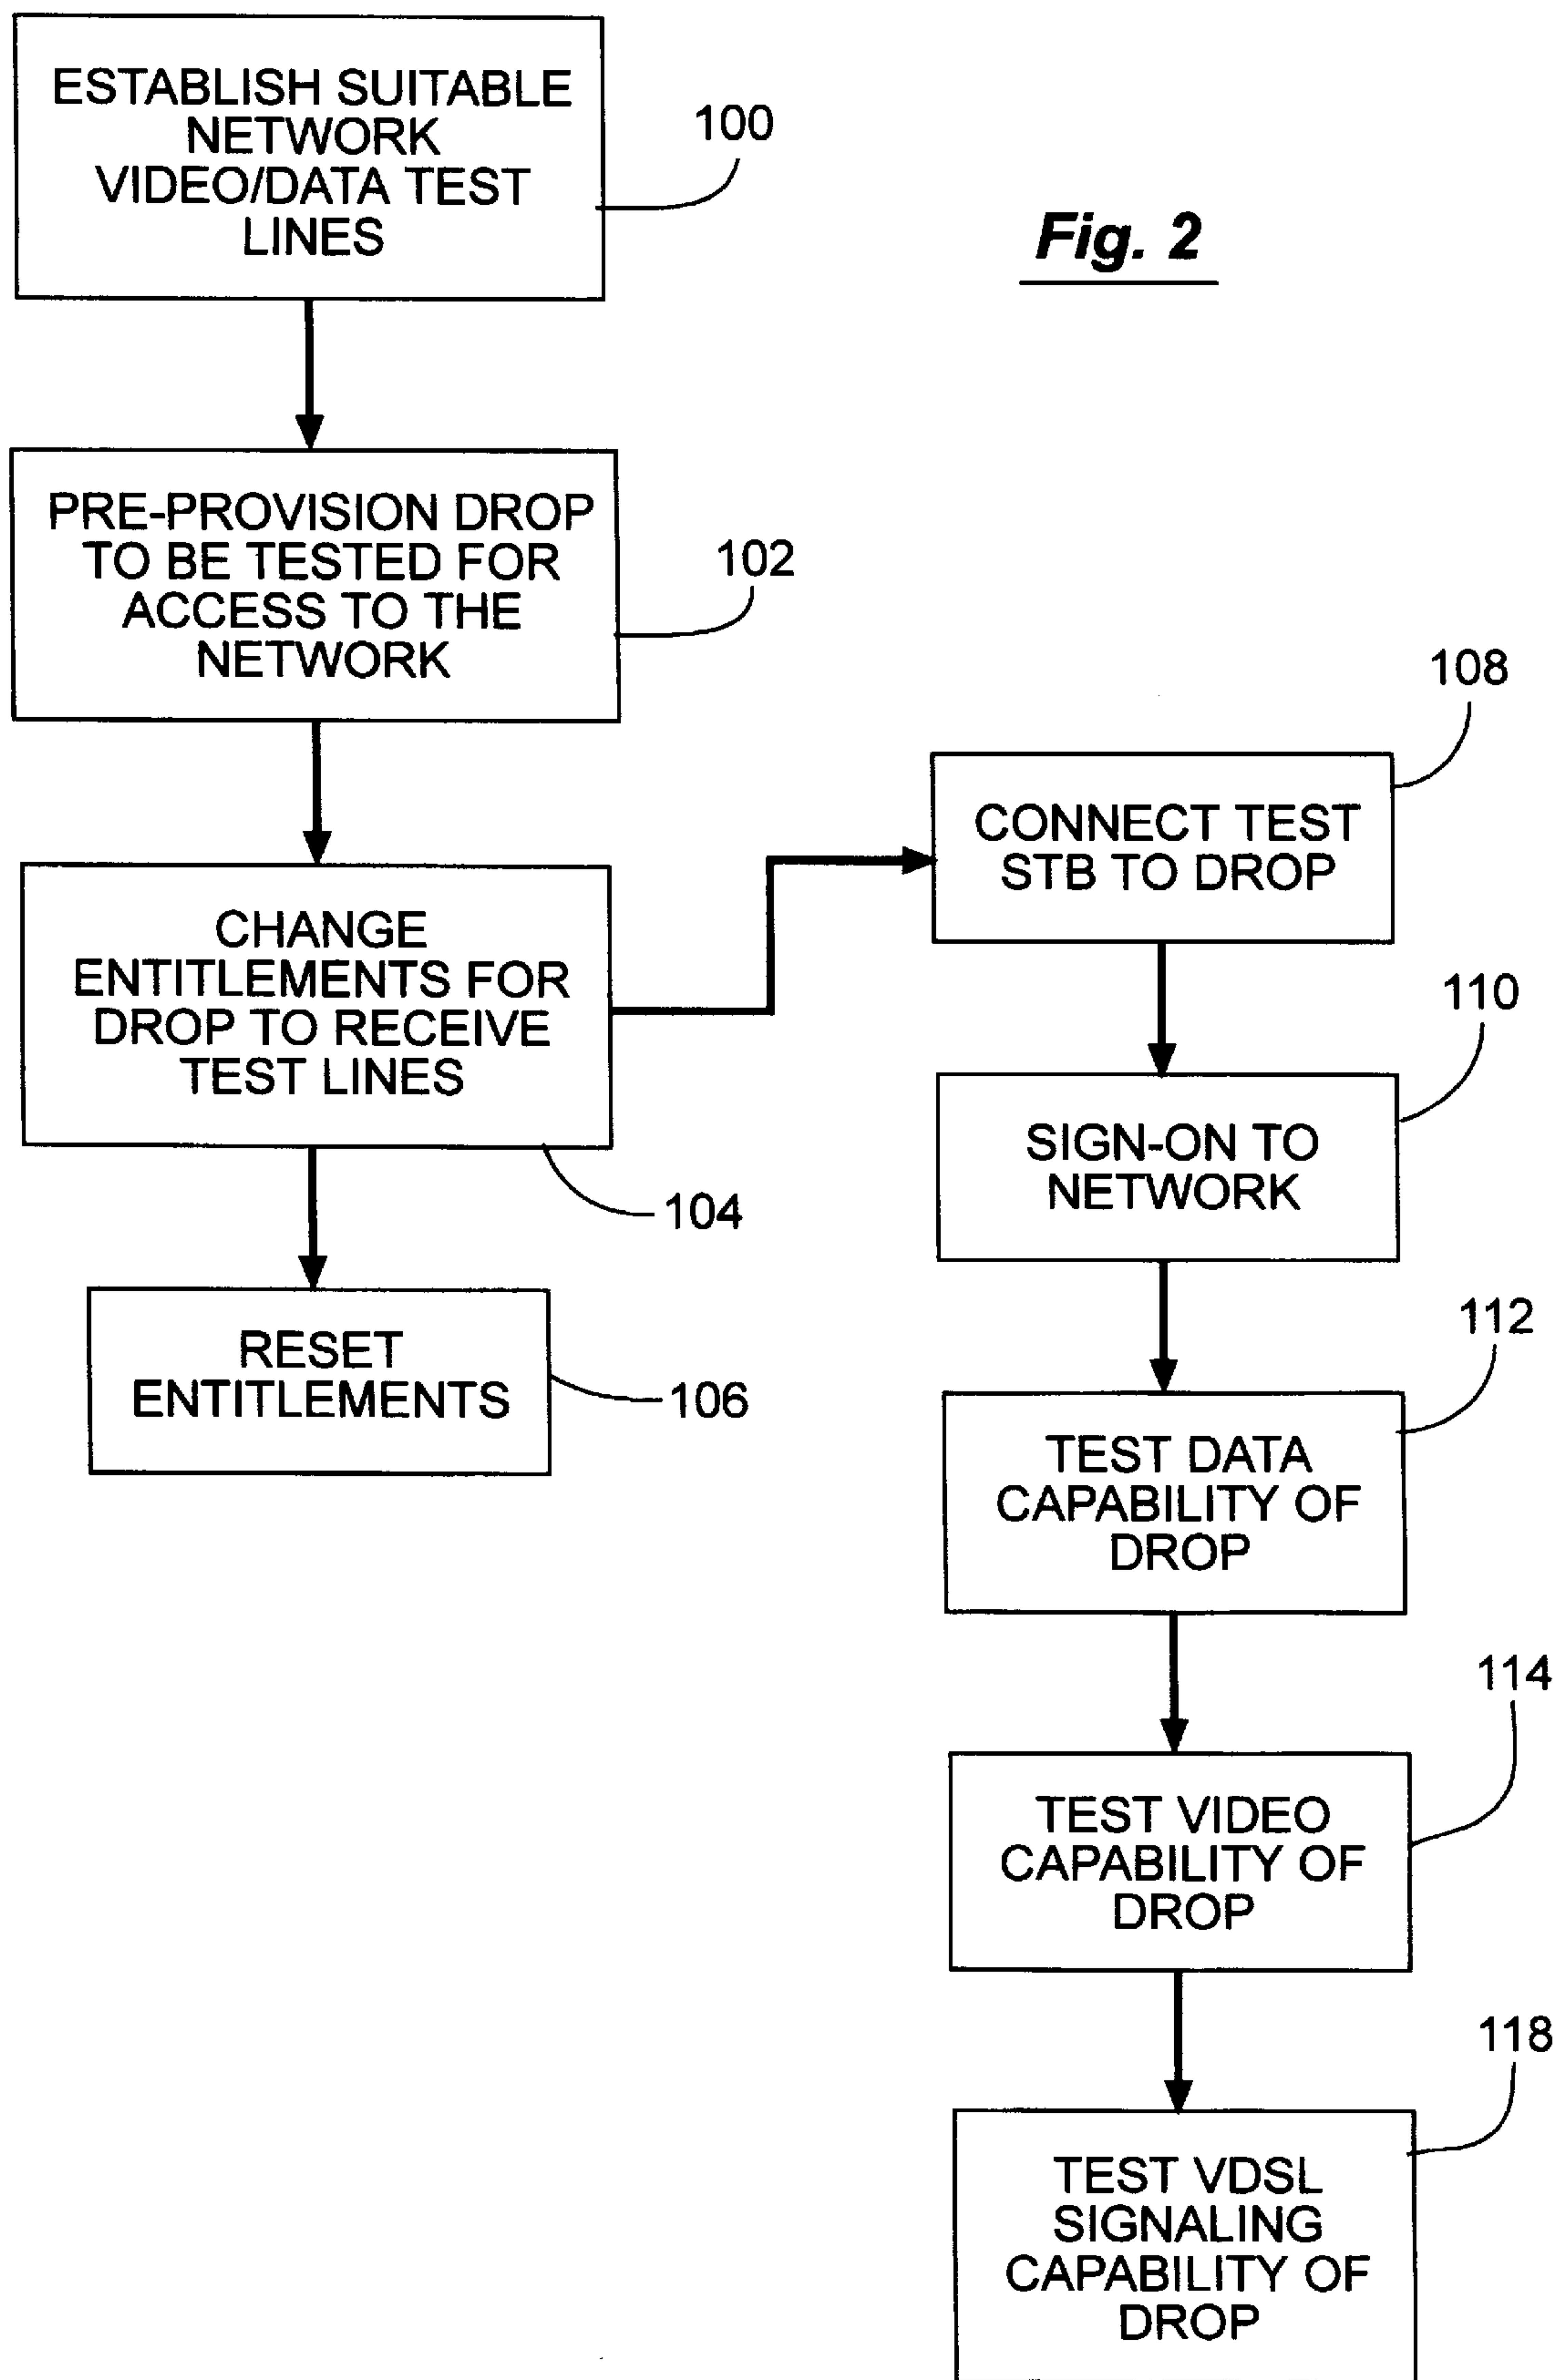 ESTABLISH SUITABLE
NETWORK
VIDEO/DATA TEST
LINES
100
Fig. 2
PRE-PROVISION DROP
TO BE TESTED FOR
ACCESS TO THE
NETWORK
102
CHANGE
ENTITLEMENTS FOR
DROP TO RECEIVE
TEST LINES
104
RESET
ENTITLEMENTS
106
108
CONNECT TEST
STB TO DROP
110
SIGN-ON TO
NETWORK
112
TEST DATA
CAPABILITY OF
DROP
114
TEST VIDEO
CAPABILITY OF
DROP
118
TEST VDSL
SIGNALING
CAPABILITY OF
DROP